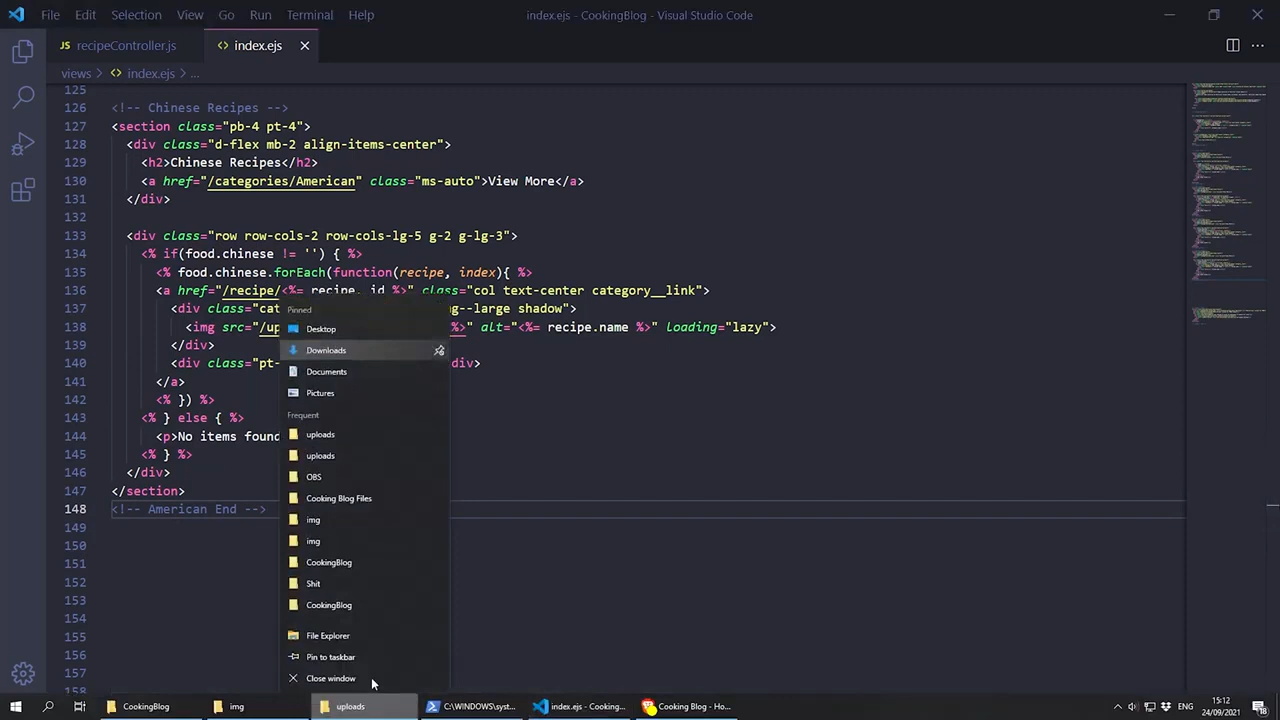 File Edit Selection View Go Run Terminal Help
index.ejs - CookingBlog - Visual Studio Code
JS recipeController.js
<> index.ejs
views > <> index.ejs > ...
125
126 <!-- Chinese Recipes -->
127 <section class="pb-4 pt-4">
128 <div class="d-flex mb-2 align-items-center">
129 <h2>Chinese Recipes</h2>
130 <a href="/categories/American" class="ms-auto">View More</a>
131 </div>
132
133 <div class="row row-cols-2 row-cols-lg-5 g-2 g-lg-3
134 <% if(food.chinese != '') { %>
135 <% food.chinese.forEach(function(recipe, index){ %>
136 <a href="/recipe/<%= recipe._id %>" class="col text-center category__link">
137 <div class="cat g--large shadow">
138 <img src="/up %>" alt="<%= recipe.name %>" loading="lazy">
139 </div>
140 <div class="pt- div>
141 </a>
142 <% }) %>
143 <% } else { %>
144 <p>No items found
145 <% } %>
146 </div>
147 </section>
148 <!-- American End -->
149
150
151
152
153
154
155
156
157
158
Pinned
Desktop
Downloads
Documents
Pictures
Frequent
uploads
uploads
OBS
Cooking Blog Files
img
img
CookingBlog
Shit
CookingBlog
File Explorer
Pin to taskbar
Close window
CookingBlog
img
uploads
C:\WINDOWS\syst...
index.ejs - Cooking...
Cooking Blog - Ho...
ENG
15:12
24/09/2021
18